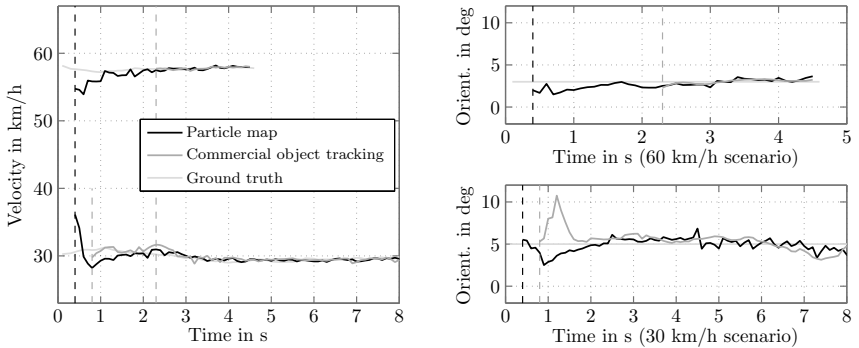 Velocity in km/h
60
50
40
30
Particle map
Commercial object tracking
Ground truth
0 1 2 3 4 5 6 7 8
Time in s
Orient. in deg
10
5
0
0 1 2 3 4 5
Time in s (60 km/h scenario)
Orient. in deg
10
5
0
0 1 2 3 4 5 6 7 8
Time in s (30 km/h scenario)